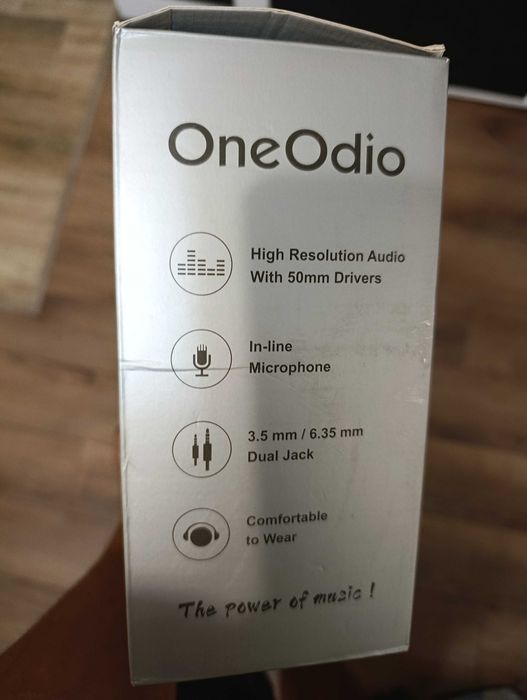 OneOdio
High Resolution Audio
With 50mm Drivers
In-line
Microphone
3.5 mm / 6.35 mm
Dual Jack
Comfortable
to Wear
The power of music !